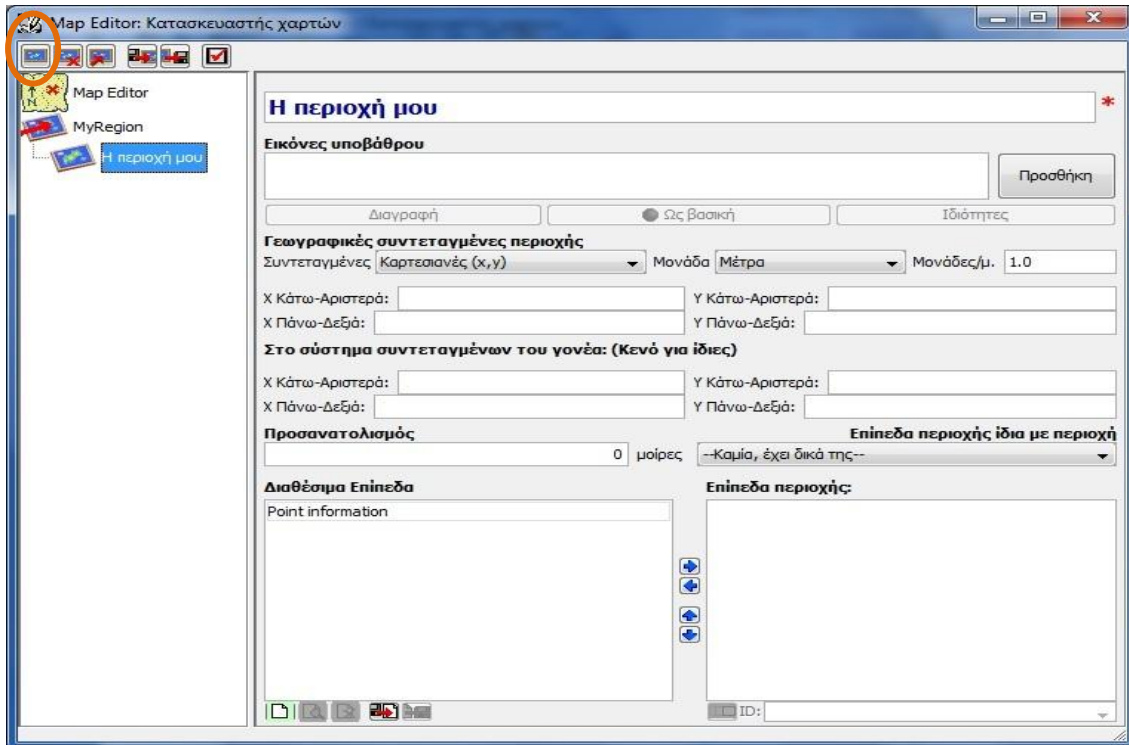 Map Editor: Κατασκευαστής χαρτών
Map Editor
MyRegion
Η περιοχή μου
Η περιοχή μου *
Εικόνες υποβάθρου
Προσθήκη
Διαγραφή Ως βασική Ιδιότητες
Γεωγραφικές συντεταγμένες περιοχής
Συντεταγμένες Καρτεσιανές (x,y) Μονάδα Μέτρα Μονάδες/μ. 1.0
Χ Κάτω-Αριστερά: Υ Κάτω-Αριστερά:
Χ Πάνω-Δεξιά: Υ Πάνω-Δεξιά:
Στο σύστημα συντεταγμένων του γονέα: (Κενό για ίδιες)
Χ Κάτω-Αριστερά: Υ Κάτω-Αριστερά:
Χ Πάνω-Δεξιά: Υ Πάνω-Δεξιά:
Προσανατολισμός Επίπεδα περιοχής ίδια με περιοχή
0 μοίρες --Καμία, έχει δικά της--
Διαθέσιμα Επίπεδα Επίπεδα περιοχής:
Point information
ID: